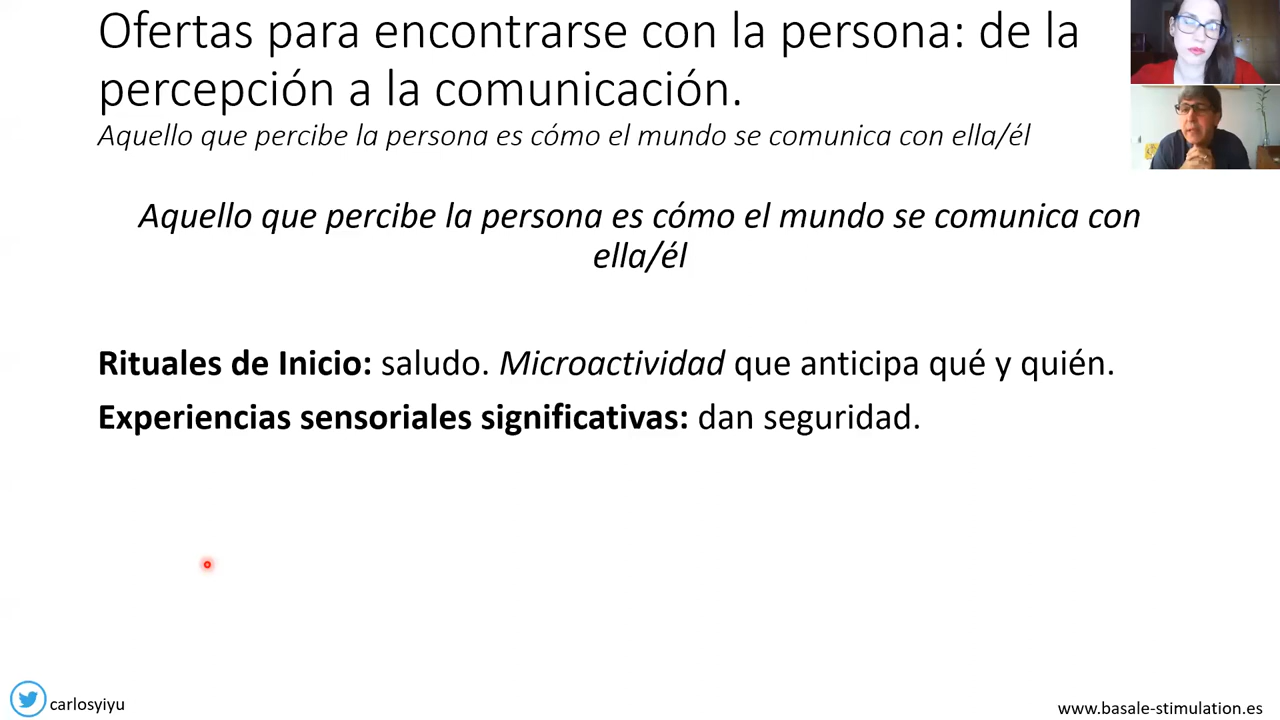 Ofertas para encontrarse con la persona: de la
percepción a la comunicación.
Aquello que percibe la persona es cómo el mundo se comunica con ella/él
Aquello que percibe la persona es cómo el mundo se comunica con
ella/él
Rituales de Inicio: saludo. Microactividad que anticipa qué y quién.
Experiencias sensoriales significativas: dan seguridad.
carlosyiyu
www.basale-stimulation.es